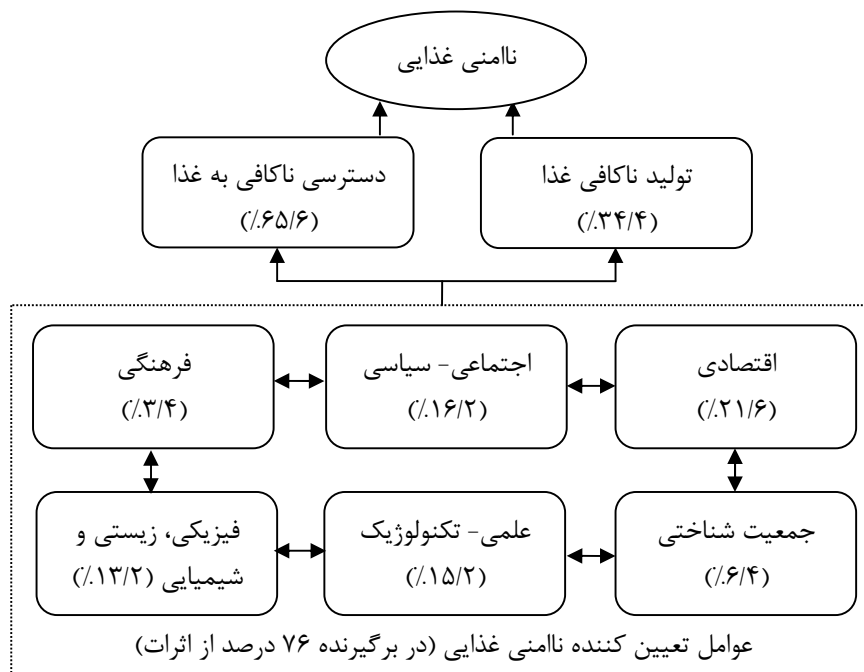 ناامنی غذایی
تولید ناکافی غذا
(٪۳۴/۴)
دسترسی ناکافی به غذا
(٪۶۵/۶)
اقتصادی
(٪۲۱/۶)
اجتماعی- سیاسی
(٪۱۶/۲)
فرهنگی
(٪۳/۴)
جمعیت شناختی
(٪۶/۴)
علمی- تکنولوژیک
(٪۱۵/۲)
فیزیکی، زیستی و
شیمیایی (٪۱۳/۲)
عوامل تعیین کننده ناامنی غذایی (در برگیرنده ۷۶ درصد از اثرات)